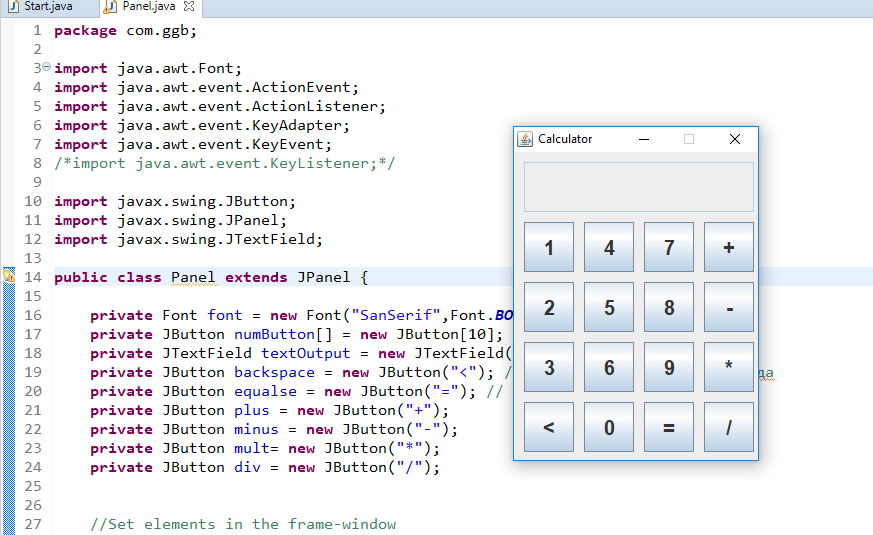 Start.java Panel.java
1 package com.ggb;
2
3 import java.awt.Font;
4 import java.awt.event.ActionEvent;
5 import java.awt.event.ActionListener;
6 import java.awt.event.KeyAdapter;
7 import java.awt.event.KeyEvent;
8 /*import java.awt.event.KeyListener;*/
9
10 import javax.swing.JButton;
11 import javax.swing.JPanel;
12 import javax.swing.JTextField;
13
14 public class Panel extends JPanel {
15
16 private Font font = new Font("SanSerif",Font.BO
17 private JButton numButton[] = new JButton[10];
18 private JTextField textOutput = new JTextField(
19 private JButton backspace = new JButton("<"); / да
20 private JButton equalse = new JButton("="); //
21 private JButton plus = new JButton("+");
22 private JButton minus = new JButton("-");
23 private JButton mult= new JButton("*");
24 private JButton div = new JButton("/");
25
26
27 //Set elements in the frame-window
Calculator
1 4 7 +
2 5 8 -
3 6 9 *
< 0 = /